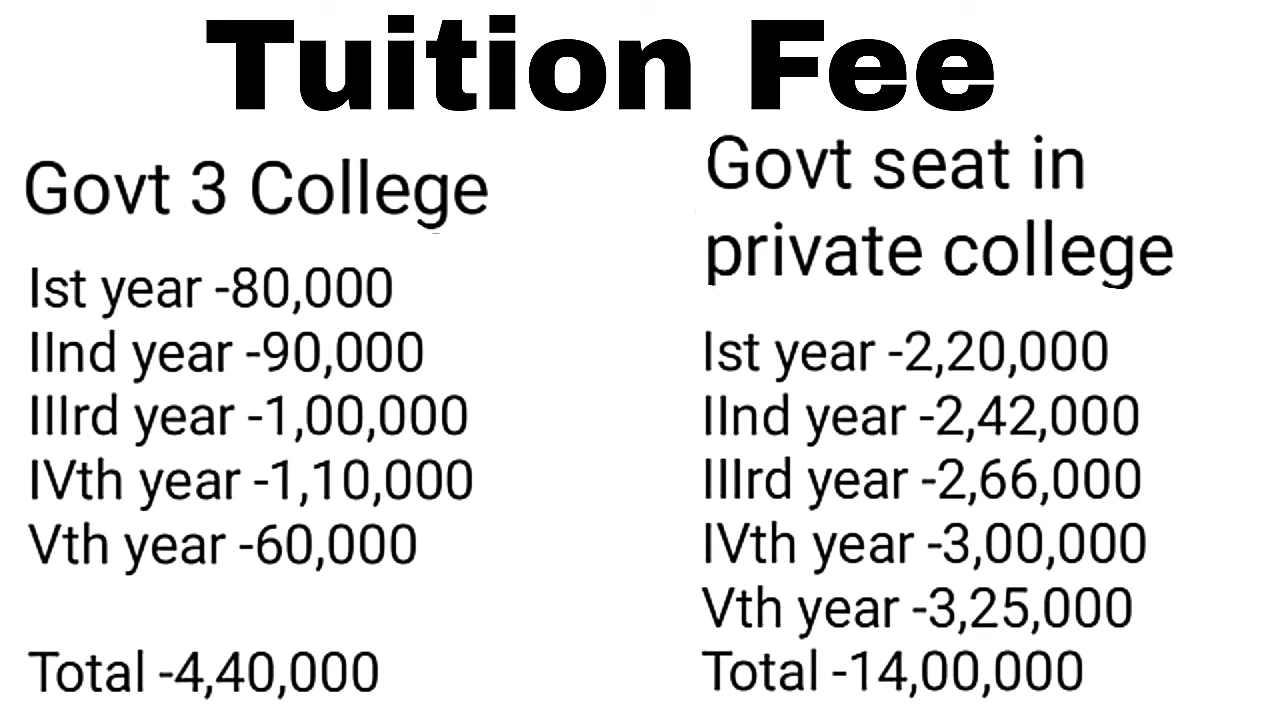 Tuition Fee
Govt 3 College
Ist year -80,000
IInd year -90,000
IIIrd year -1,00,000
IVth year -1,10,000
Vth year -60,000
Total -4,40,000
Govt seat in
private college
Ist year -2,20,000
IInd year -2,42,000
IIIrd year -2,66,000
IVth year -3,00,000
Vth year -3,25,000
Total -14,00,000